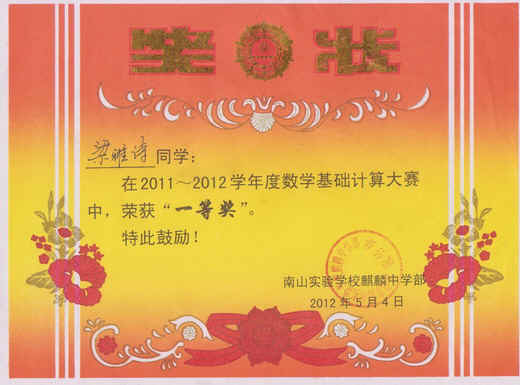 奖状
梁雅诗同学：
在2011～2012学年度数学基础计算大赛
中，荣获“一等奖”。
特此鼓励！
南山实验学校麒麟中学部
2012年5月4日